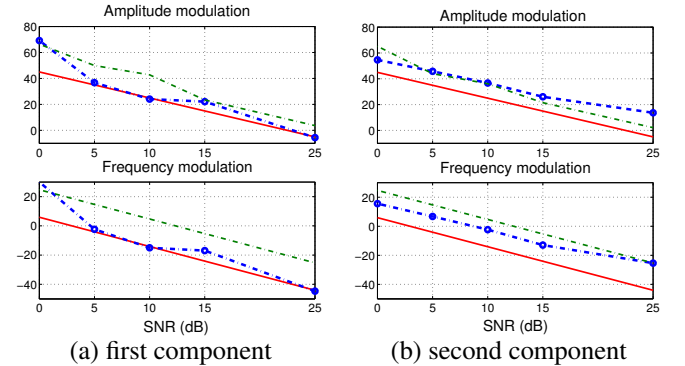 Amplitude modulation
80
60
40
20
0
0 5 10 15 25
Frequency modulation
20
0
−20
−40
0 5 10 15 25
SNR (dB)
(a) first component
Amplitude modulation
80
60
40
20
0
0 5 10 15 25
Frequency modulation
20
0
−20
−40
0 5 10 15 25
SNR (dB)
(b) second component